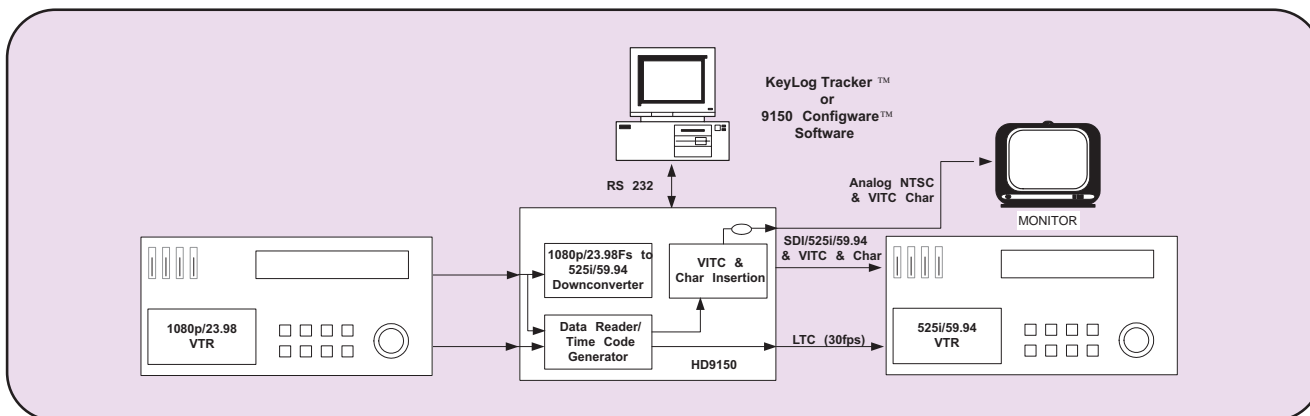 KeyLog Tracker ™
or
9150 Configware™
Software
RS 232
Analog NTSC
& VITC Char
MONITOR
1080p/23.98
VTR
1080p/23.98Fs to
525i/59.94
Downconverter
VITC &
Char Insertion
Data Reader/
Time Code
Generator
HD9150
SDI/525i/59.94
& VITC & Char
LTC (30fps)
525i/59.94
VTR